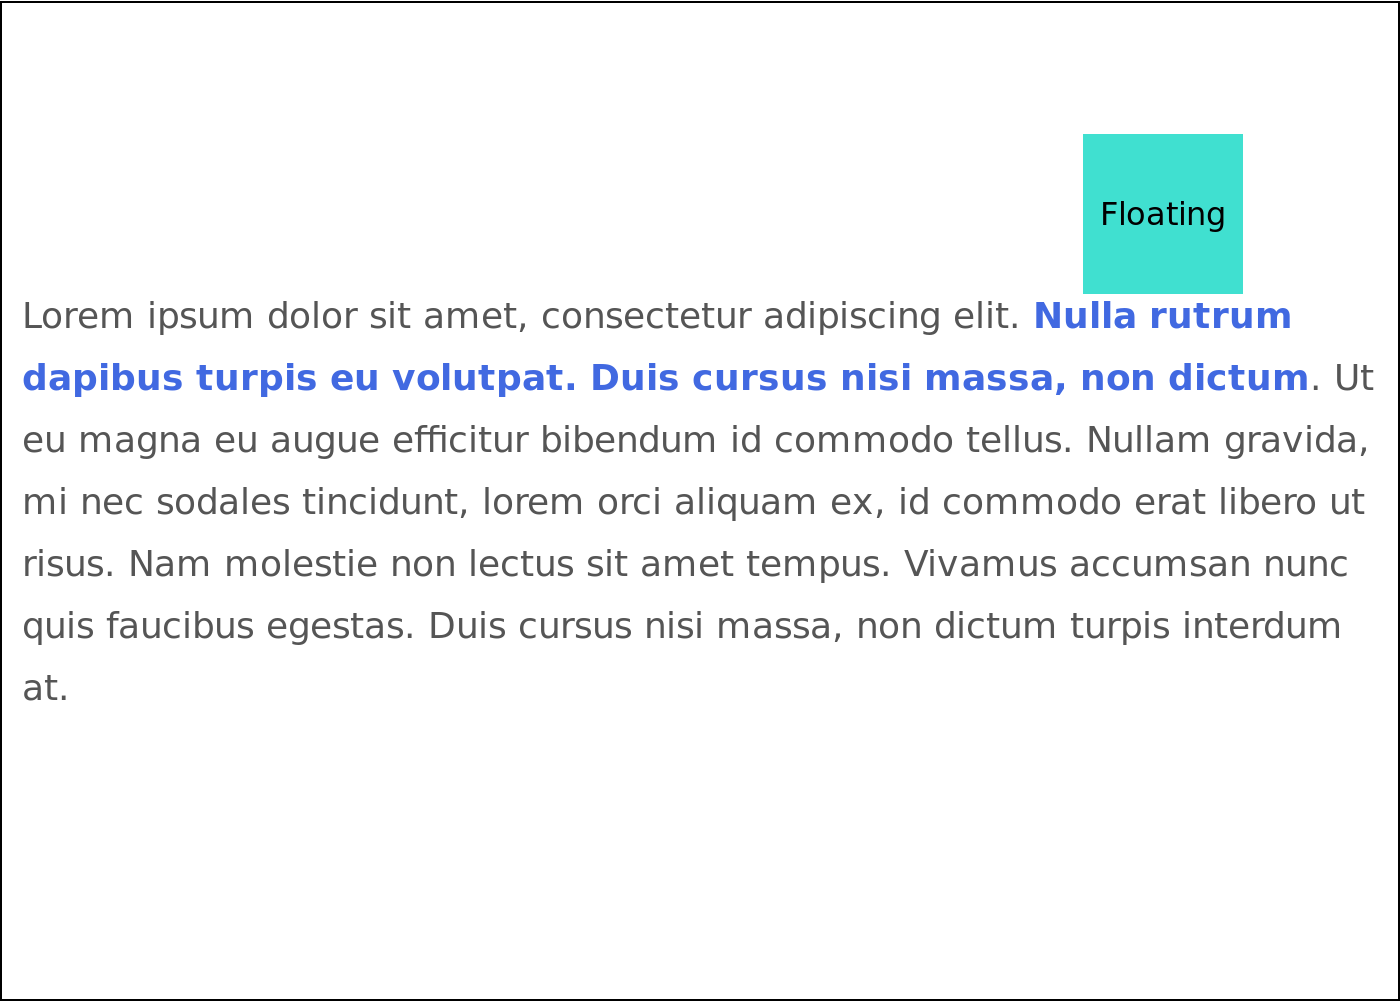 Floating
Lorem ipsum dolor sit amet, consectetur adipiscing elit. Nulla rutrum
dapibus turpis eu volutpat. Duis cursus nisi massa, non dictum. Ut
eu magna eu augue efficitur bibendum id commodo tellus. Nullam gravida,
mi nec sodales tincidunt, lorem orci aliquam ex, id commodo erat libero ut
risus. Nam molestie non lectus sit amet tempus. Vivamus accumsan nunc
quis faucibus egestas. Duis cursus nisi massa, non dictum turpis interdum
at.